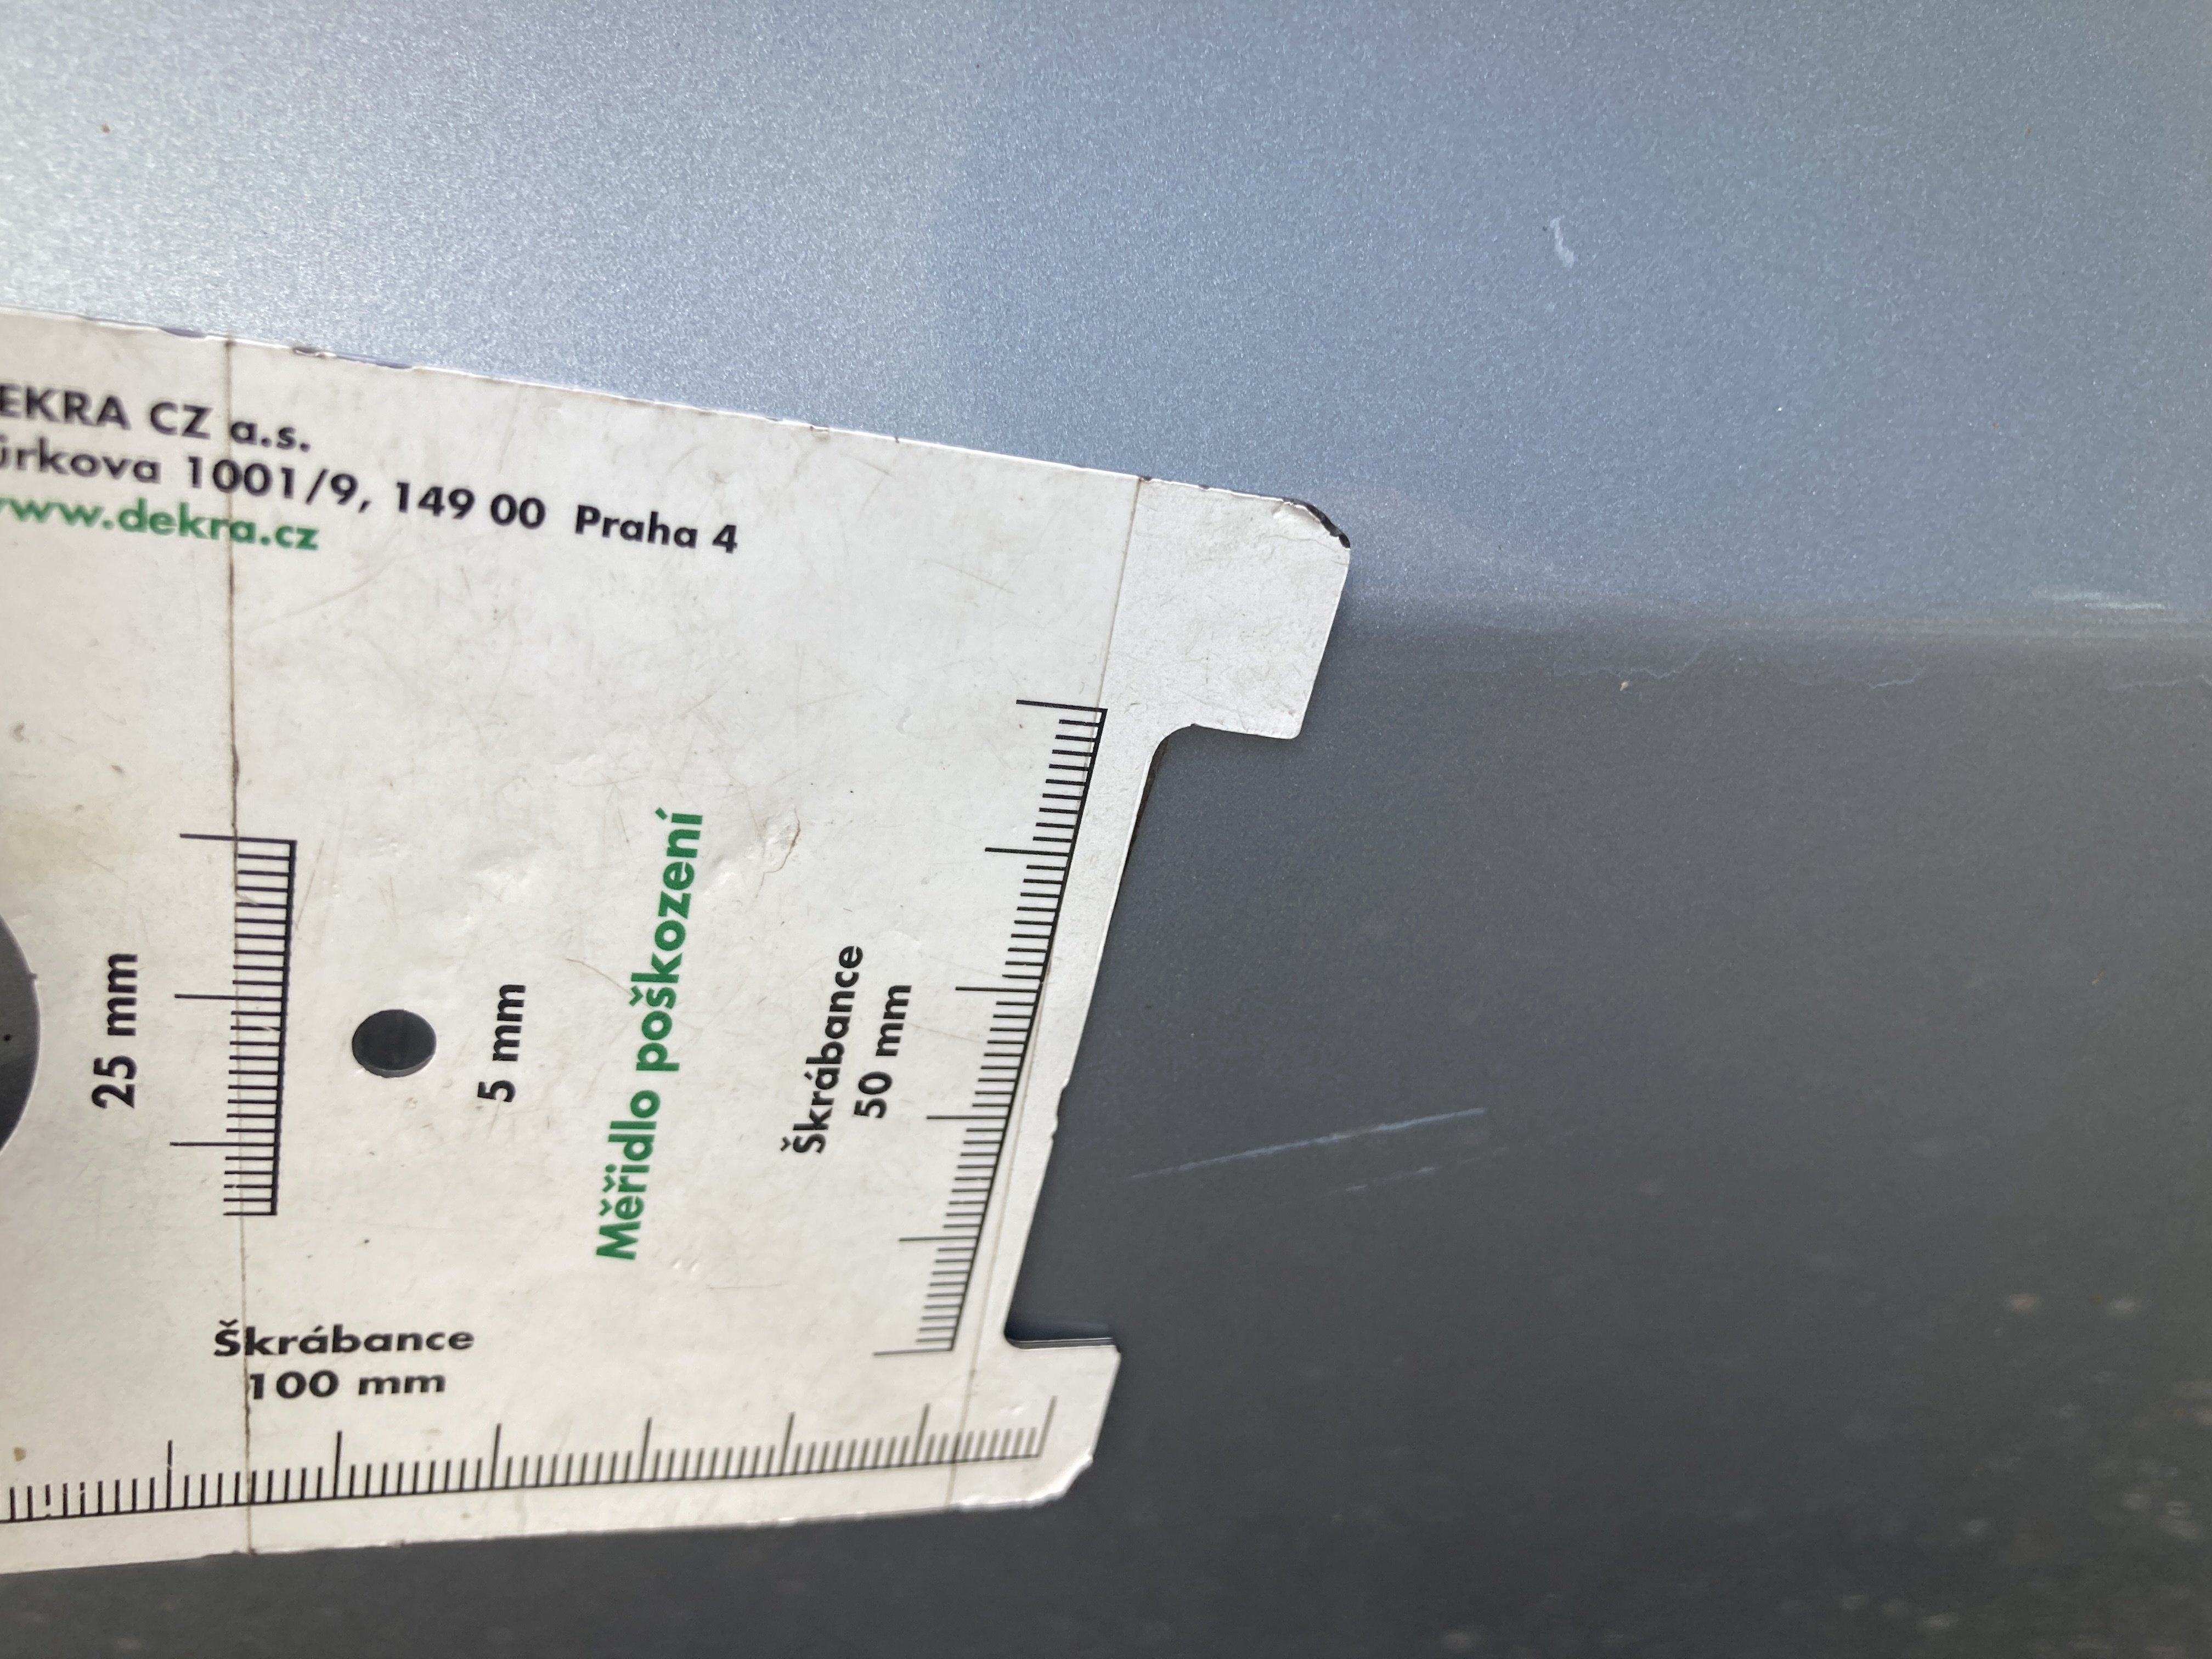 EKRA CZ a.s.
ürkova 1001/9, 149 00 Praha 4
www.dekra.cz
25 mm
5 mm
Měřidlo poškození
Škrábance
50 mm
Škrábance
100 mm